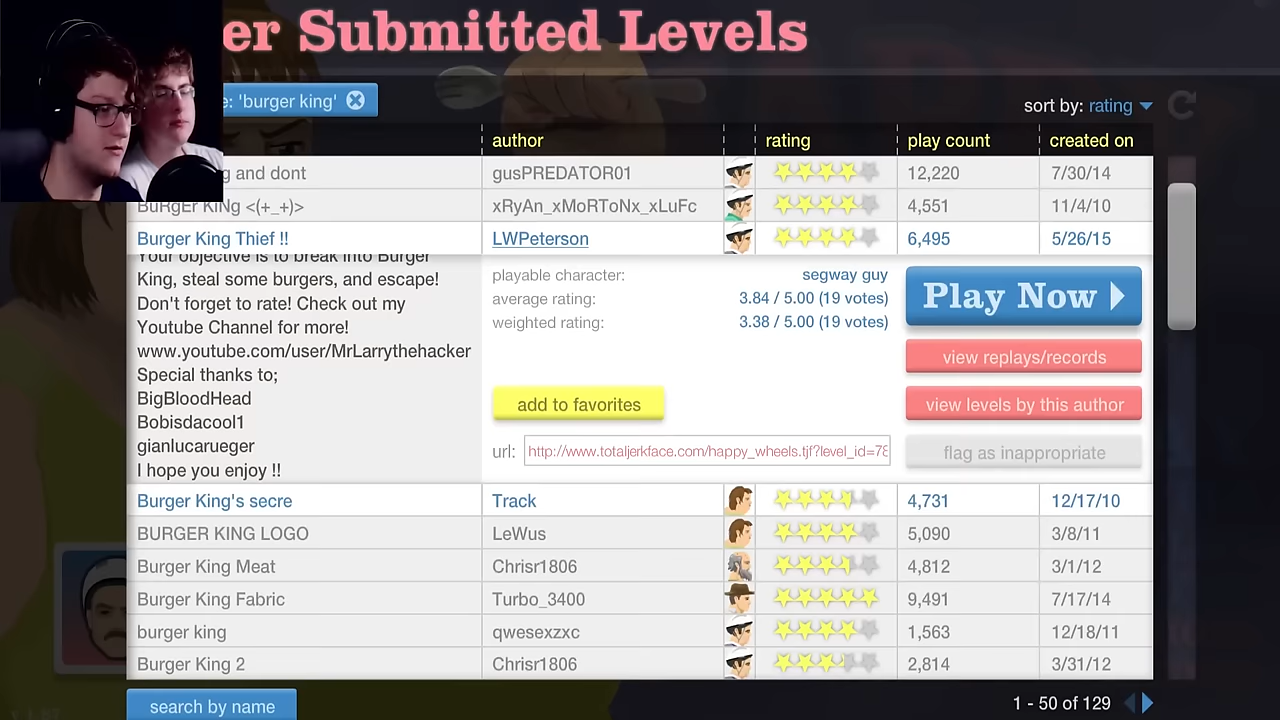 er Submitted Levels
e: 'burger king'
sort by: rating
author rating play count created on
g and dont gusPREDATOR01 12,220 7/30/14
BuRgEr KiNg <(+_+)> xRyAn_xMoRToNx_xLuFc 4,551 11/4/10
Burger King Thief !! LWPeterson 6,495 5/26/15
Your objective is to break into Burger
King, steal some burgers, and escape!
Don't forget to rate! Check out my
Youtube Channel for more!
www.youtube.com/user/MrLarrythehacker
Special thanks to;
BigBloodHead
Bobisdacool1
gianlucarueger
I hope you enjoy !!
playable character: segway guy
average rating: 3.84 / 5.00 (19 votes)
weighted rating: 3.38 / 5.00 (19 votes)
add to favorites
url: http://www.totaljerkface.com/happy_wheels.tjf?level_id=78
Play Now
view replays/records
view levels by this author
flag as inappropriate
Burger King's secre Track 4,731 12/17/10
BURGER KING LOGO LeWus 5,090 3/8/11
Burger King Meat Chrisr1806 4,812 3/1/12
Burger King Fabric Turbo_3400 9,491 7/17/14
burger king qwesexzxc 1,563 12/18/11
Burger King 2 Chrisr1806 2,814 3/31/12
search by name
1 - 50 of 129